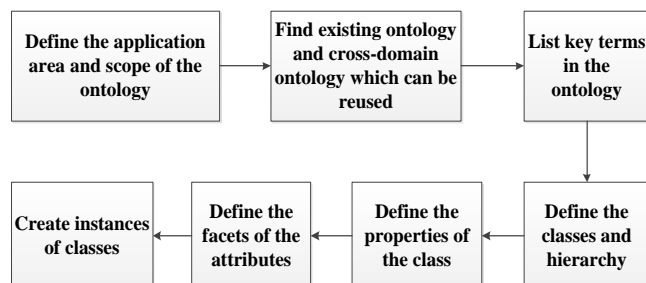 Define the application
area and scope of the
ontology
Find existing ontology
and cross-domain
ontology which can be
reused
List key terms
in the
ontology
Define the
classes and
hierarchy
Define the
properties of
the class
Define the
facets of the
attributes
Create instances
of classes